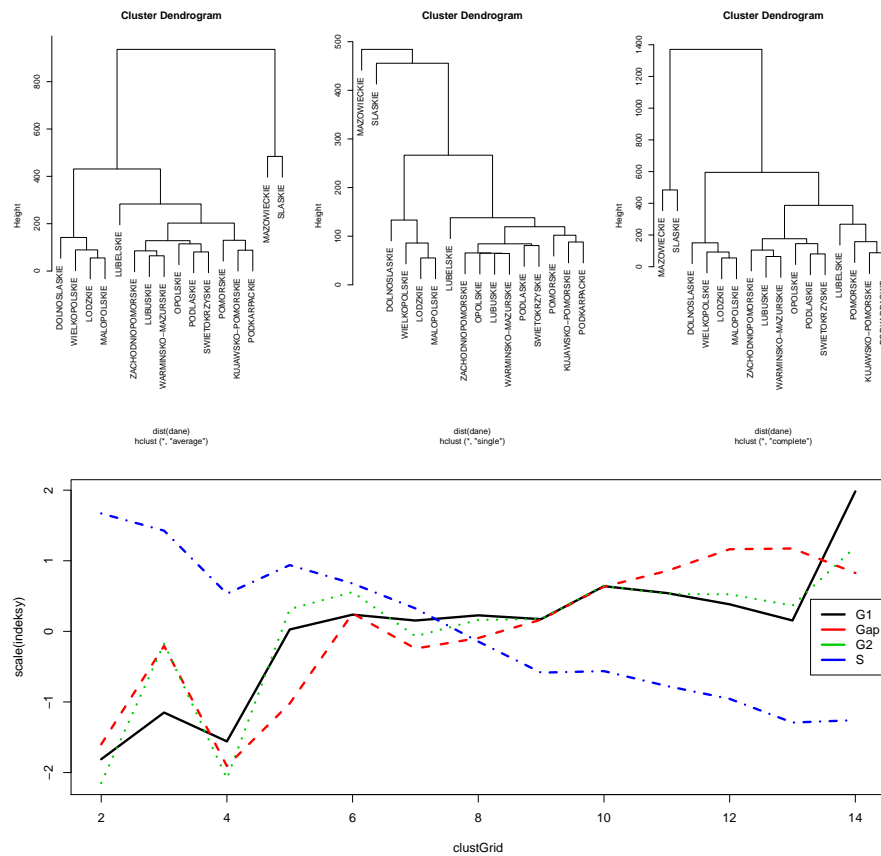 Cluster Dendrogram
Height
0
200
400
600
800
DOLNOSLASKIE
WIELKOPOLSKIE
LODZKIE
MALOPOLSKIE
LUBELSKIE
ZACHODNIOPOMORSKIE
LUBUSKIE
WARMINSKO-MAZURSKIE
OPOLSKIE
PODLASKIE
SWIETOKRZYSKIE
POMORSKIE
KUJAWSKO-POMORSKIE
PODKARPACKIE
MAZOWIECKIE
SLASKIE
dist(dane)
hclust (*, "average")
Cluster Dendrogram
Height
0
100
200
300
400
500
MAZOWIECKIE
SLASKIE
DOLNOSLASKIE
WIELKOPOLSKIE
LODZKIE
MALOPOLSKIE
LUBELSKIE
ZACHODNIOPOMORSKIE
OPOLSKIE
LUBUSKIE
WARMINSKO-MAZURSKIE
PODLASKIE
SWIETOKRZYSKIE
POMORSKIE
KUJAWSKO-POMORSKIE
PODKARPACKIE
dist(dane)
hclust (*, "single")
Cluster Dendrogram
Height
0
200
400
600
800
1000
1200
1400
MAZOWIECKIE
SLASKIE
DOLNOSLASKIE
WIELKOPOLSKIE
LODZKIE
MALOPOLSKIE
ZACHODNIOPOMORSKIE
LUBUSKIE
WARMINSKO-MAZURSKIE
OPOLSKIE
PODLASKIE
SWIETOKRZYSKIE
LUBELSKIE
POMORSKIE
KUJAWSKO-POMORSKIE
dist(dane)
hclust (*, "complete")
scale(indeksy)
-2
-1
0
1
2
G1
Gap
G2
S
2
4
6
8
10
12
14
clustGrid